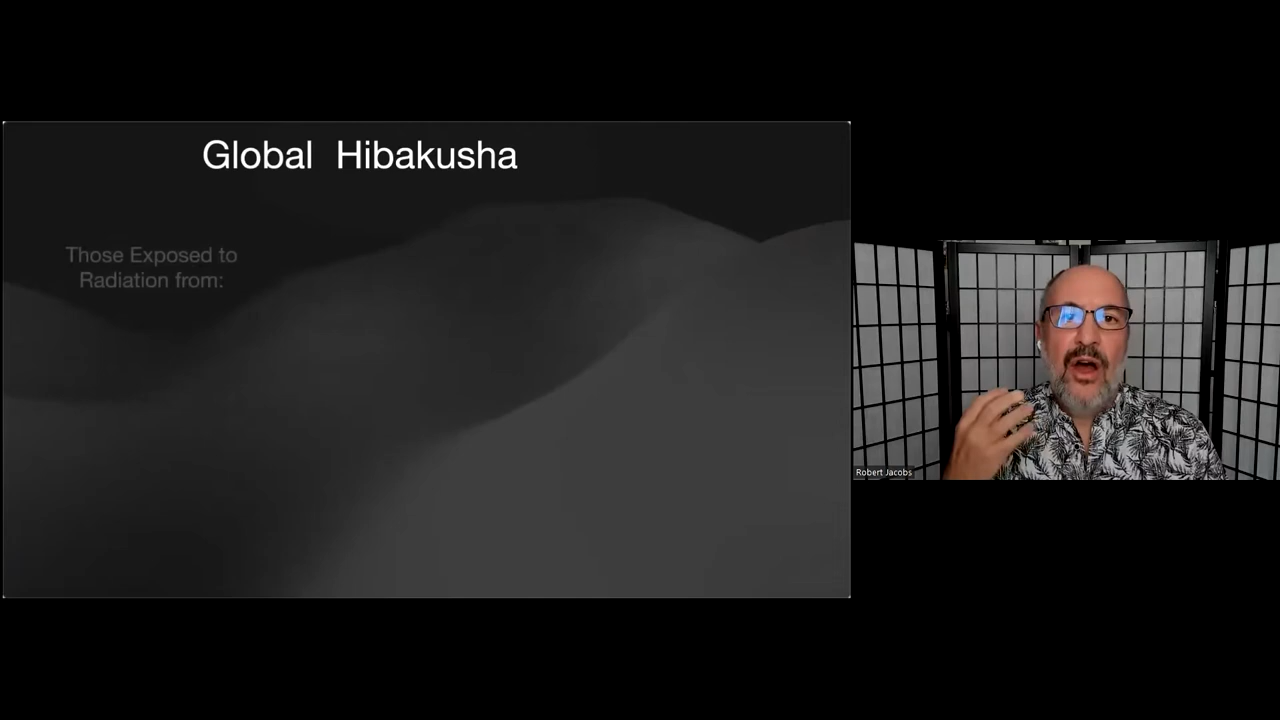 Global Hibakusha
Those Exposed to
Radiation from:
Robert Jacobs